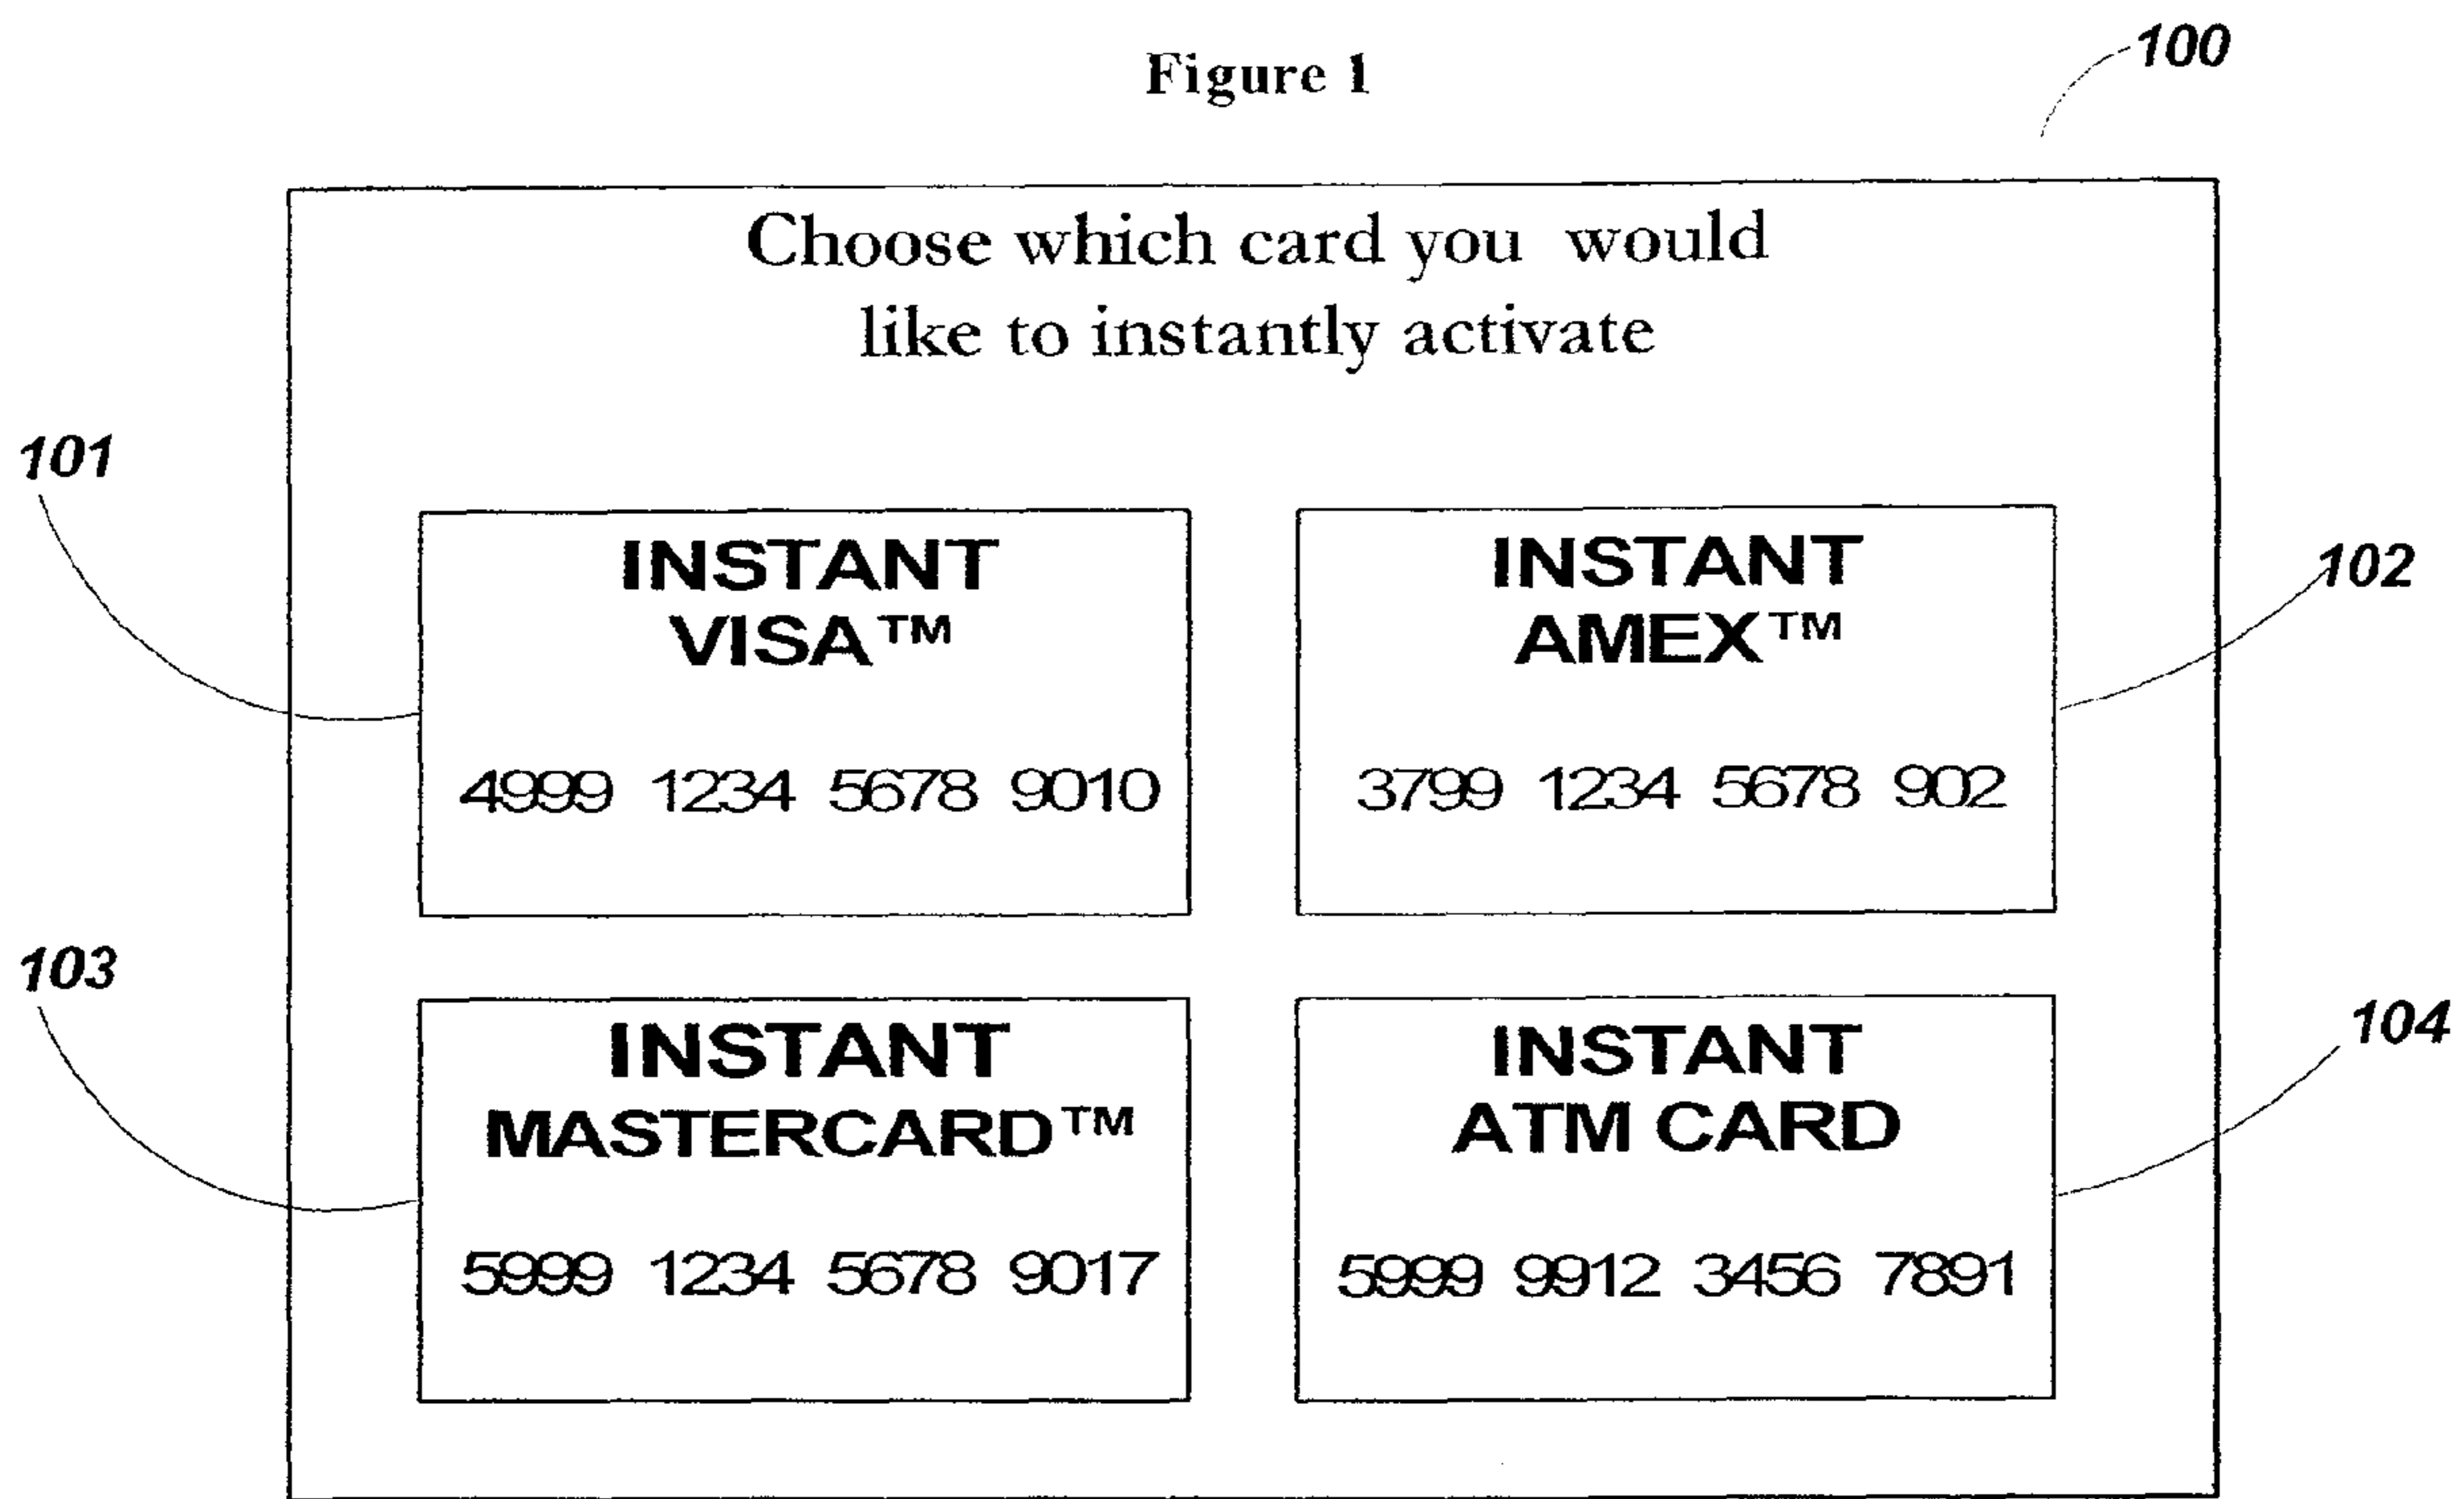 Figure 1
100
Choose which card you would
like to instantly activate
101
INSTANT
VISA™
4999 1234 5678 9010
102
INSTANT
AMEX™
3799 1234 5678 902
103
INSTANT
MASTERCARD™
5999 1234 5678 9017
104
INSTANT
ATM CARD
5999 9912 3456 7891